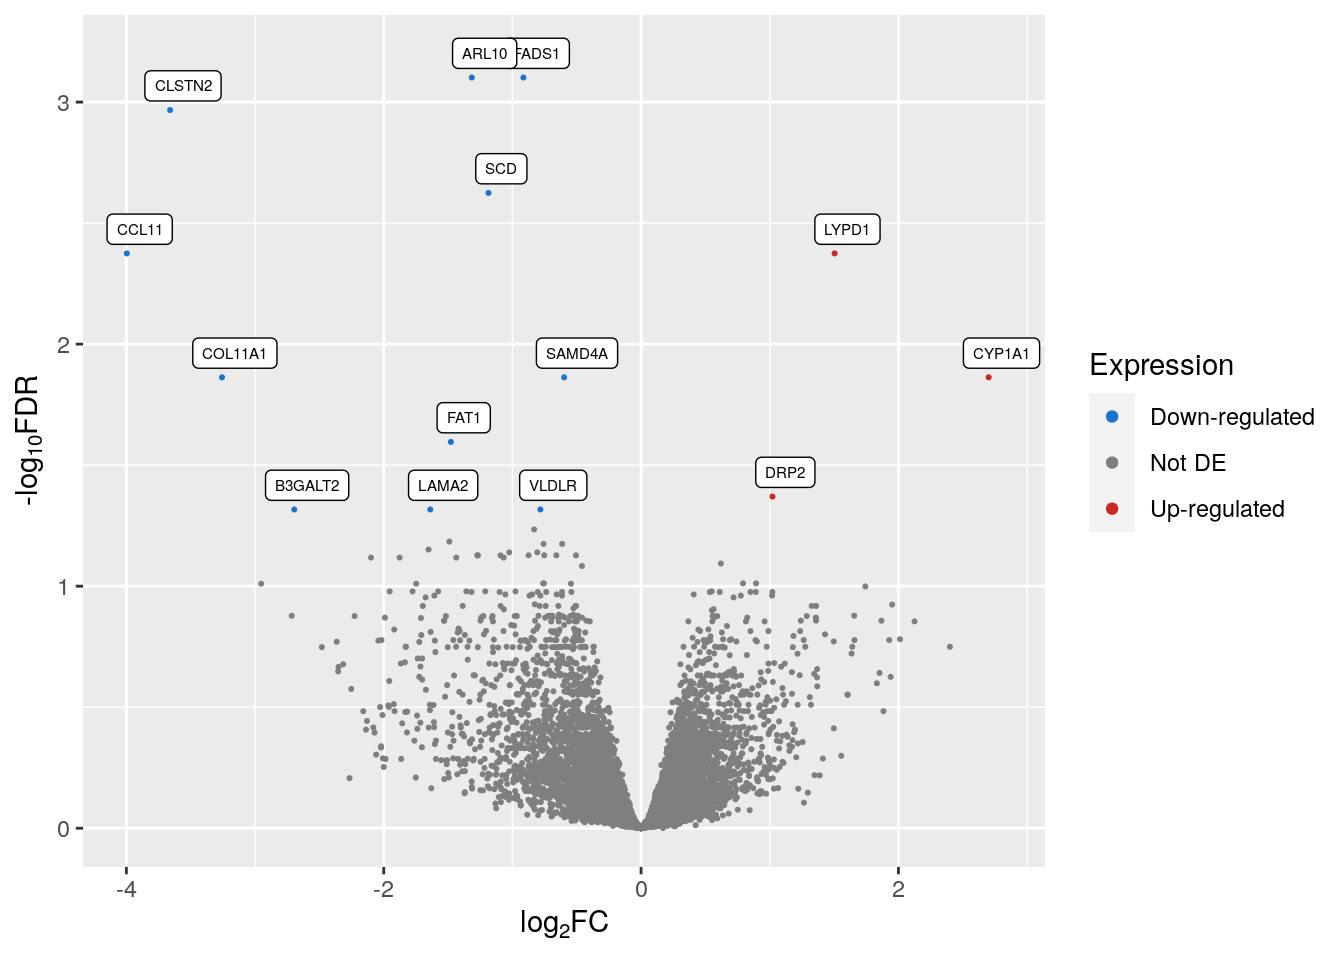 ARL10
FADS1
CLSTN2
SCD
CCL11
LYPD1
COL11A1
SAMD4A
CYP1A1
FAT1
DRP2
B3GALT2
LAMA2
VLDLR
3
2
1
0
-log10FDR
-4
-2
0
2
log2FC
Expression
Down-regulated
Not DE
Up-regulated